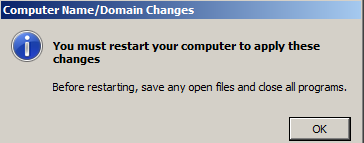 Computer Name/Domain Changes
You must restart your computer to apply these
changes
Before restarting, save any open files and close all programs.
OK